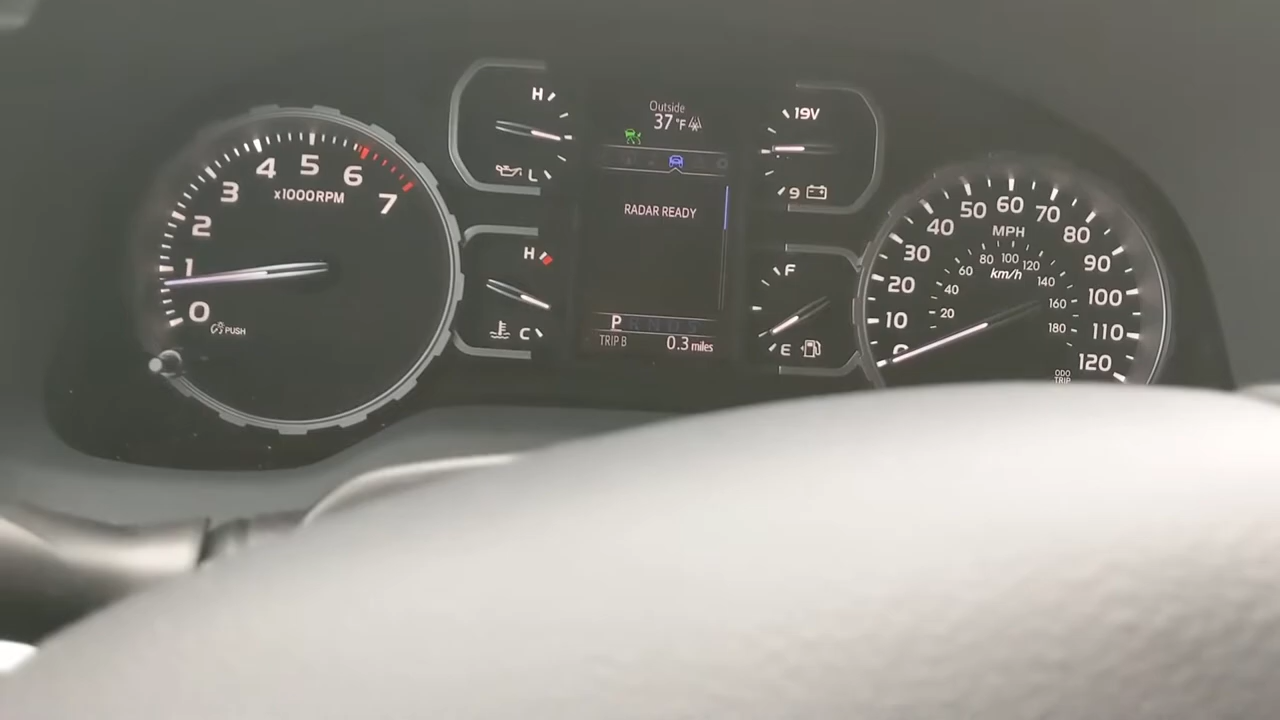 0
1
2
3
4
5
6
7
x1000RPM
PUSH
H
L
H
C
Outside
37°F
RADAR READY
P R N D S
TRIP B 0.3 miles
19V
9
F
E
0
10
20
30
40
50
60
70
80
90
100
110
120
MPH
km/h
20
40
60
80
100
120
140
160
180
ODO
TRIP